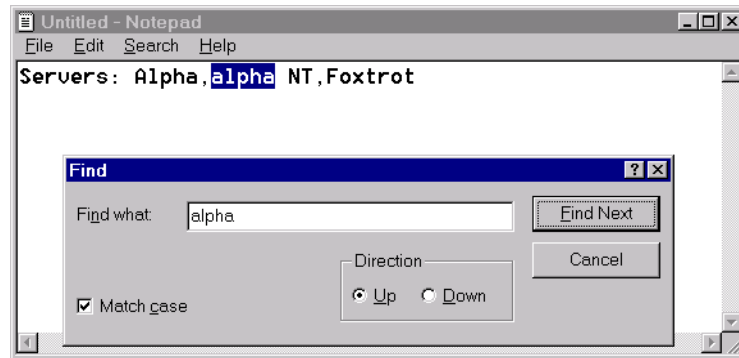 Untitled - Notepad
File Edit Search Help
Servers: Alpha,alpha NT,Foxtrot
Find
Find what: alpha
Find Next
Direction
Cancel
Match case
Up Down